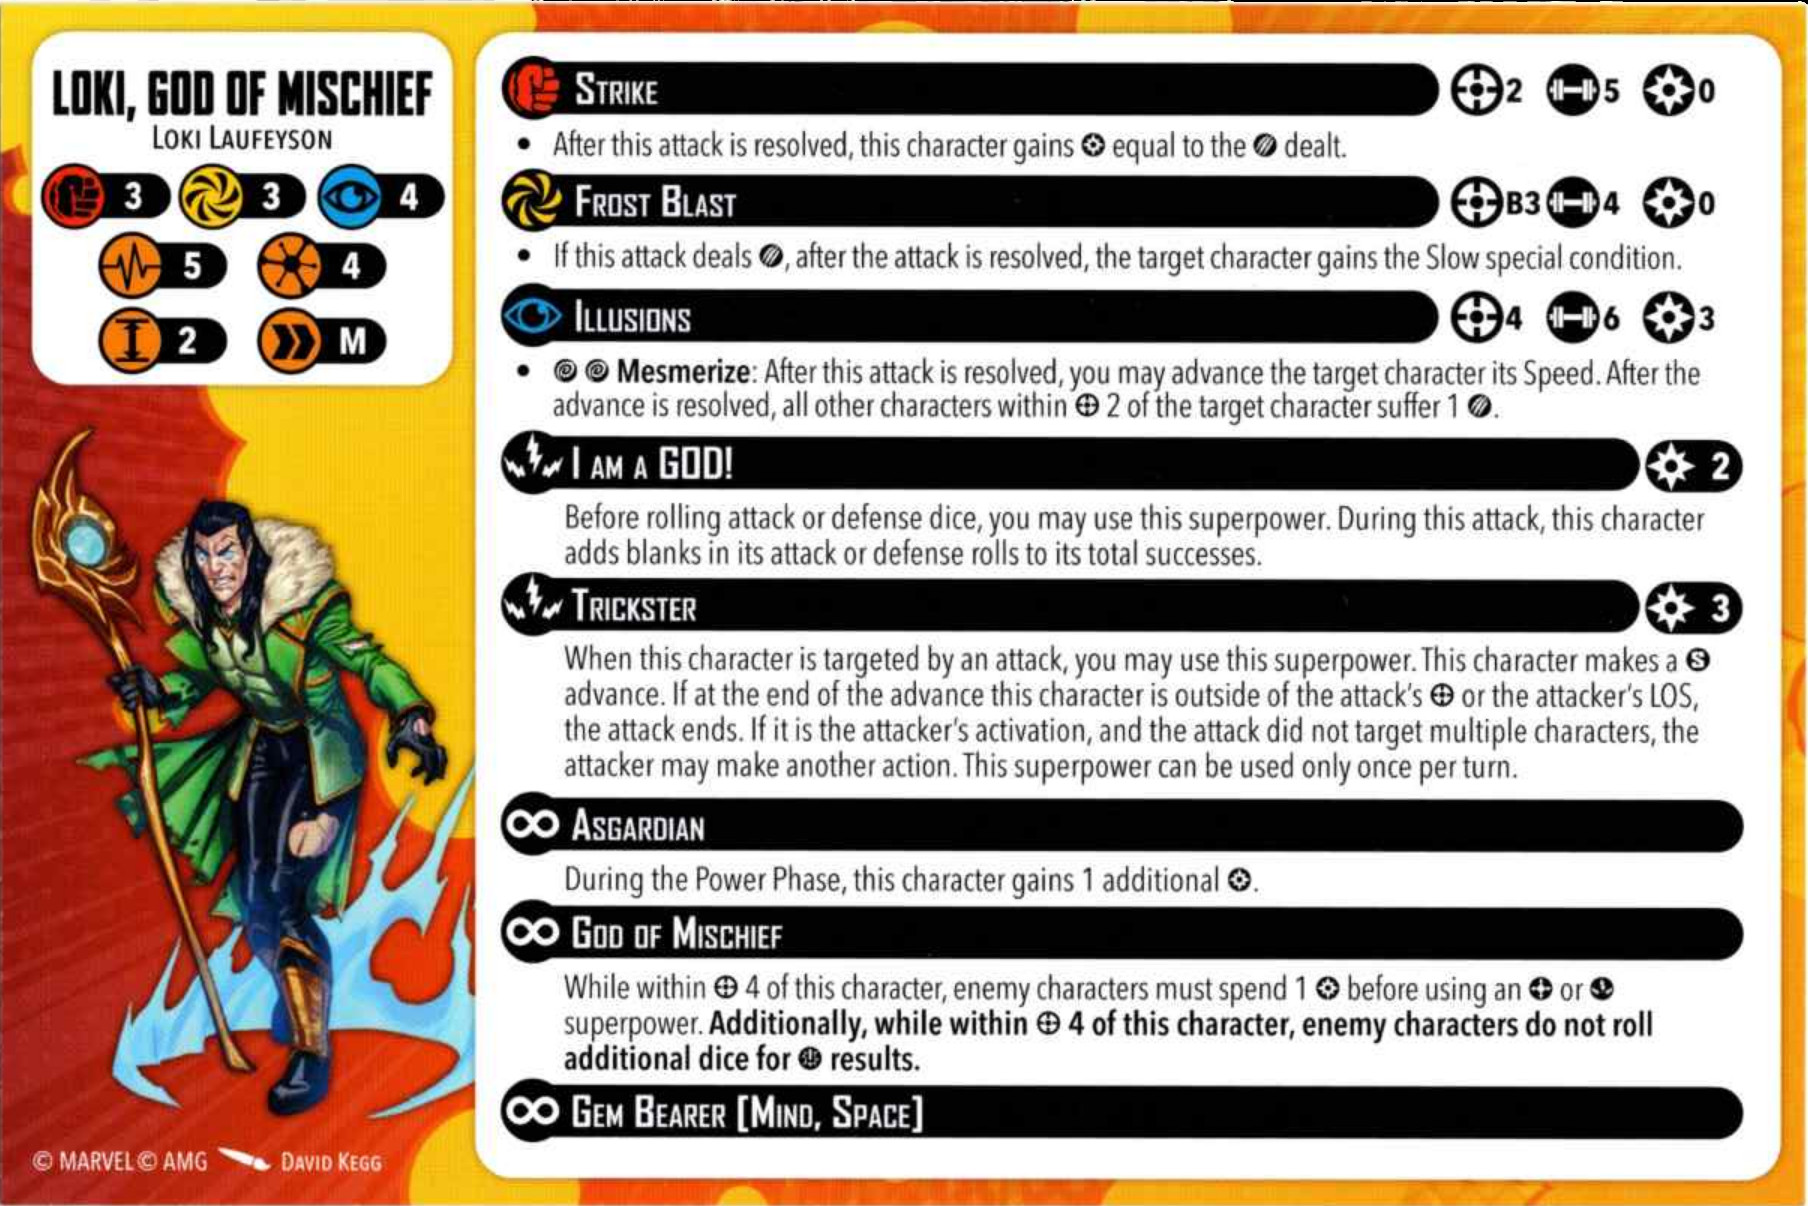 LOKI, GOD OF MISCHIEF
LOKI LAUFEYSON
3 3 4
5 4
2 M
STRIKE 2 5 0
• After this attack is resolved, this character gains equal to the dealt.
FROST BLAST B3 4 0
• If this attack deals , after the attack is resolved, the target character gains the Slow special condition.
ILLUSIONS 4 6 3
• Mesmerize: After this attack is resolved, you may advance the target character its Speed. After the
advance is resolved, all other characters within 2 of the target character suffer 1 .
I AM A GOD! 2
Before rolling attack or defense dice, you may use this superpower. During this attack, this character
adds blanks in its attack or defense rolls to its total successes.
TRICKSTER 3
When this character is targeted by an attack, you may use this superpower. This character makes a S
advance. If at the end of the advance this character is outside of the attack's or the attacker's LOS,
the attack ends. If it is the attacker's activation, and the attack did not target multiple characters, the
attacker may make another action. This superpower can be used only once per turn.
ASGARDIAN
During the Power Phase, this character gains 1 additional .
GOD OF MISCHIEF
While within 4 of this character, enemy characters must spend 1 before using an or
superpower. Additionally, while within 4 of this character, enemy characters do not roll
additional dice for results.
GEM BEARER [MIND, SPACE]
© MARVEL © AMG DAVID KEGG